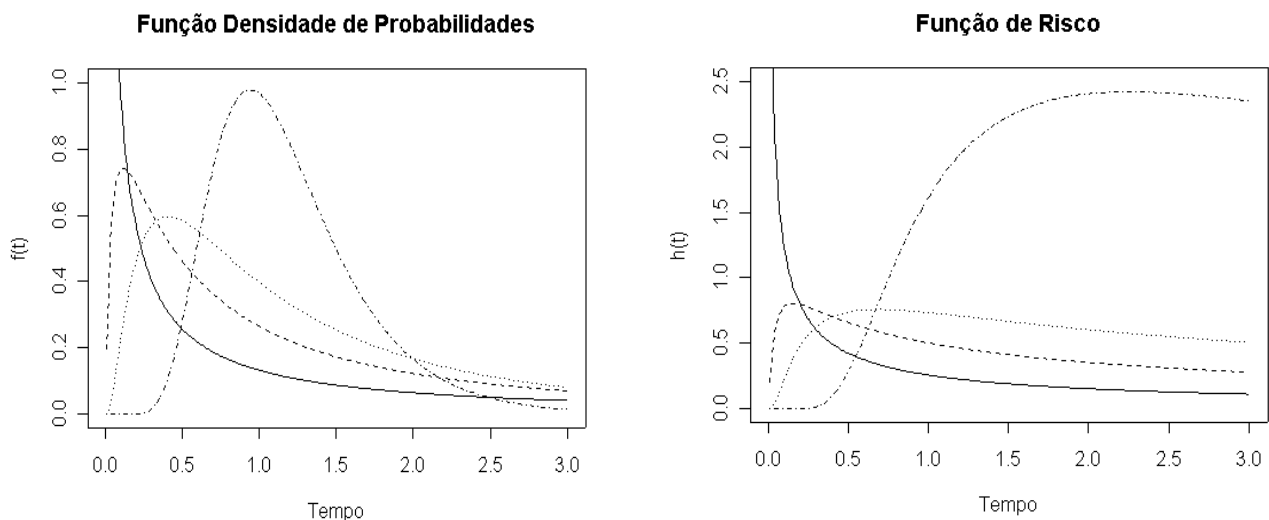 Função Densidade de Probabilidades
f(t)
1.0
0.8
0.6
0.4
0.2
0.0
0.0 0.5 1.0 1.5 2.0 2.5 3.0
Tempo
Função de Risco
h(t)
2.5
2.0
1.5
1.0
0.5
0.0
0.0 0.5 1.0 1.5 2.0 2.5 3.0
Tempo